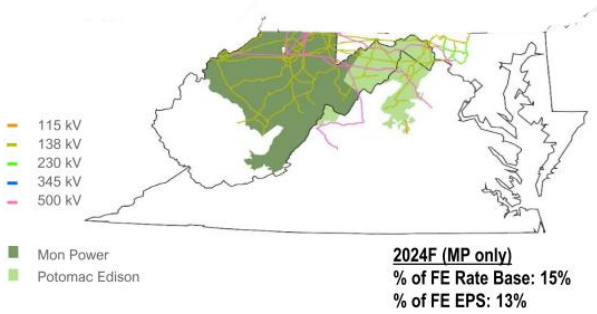 115 kV
138 kV
230 kV
345 kV
500 kV
Mon Power
Potomac Edison
2024F (MP only)
% of FE Rate Base: 15%
% of FE EPS: 13%